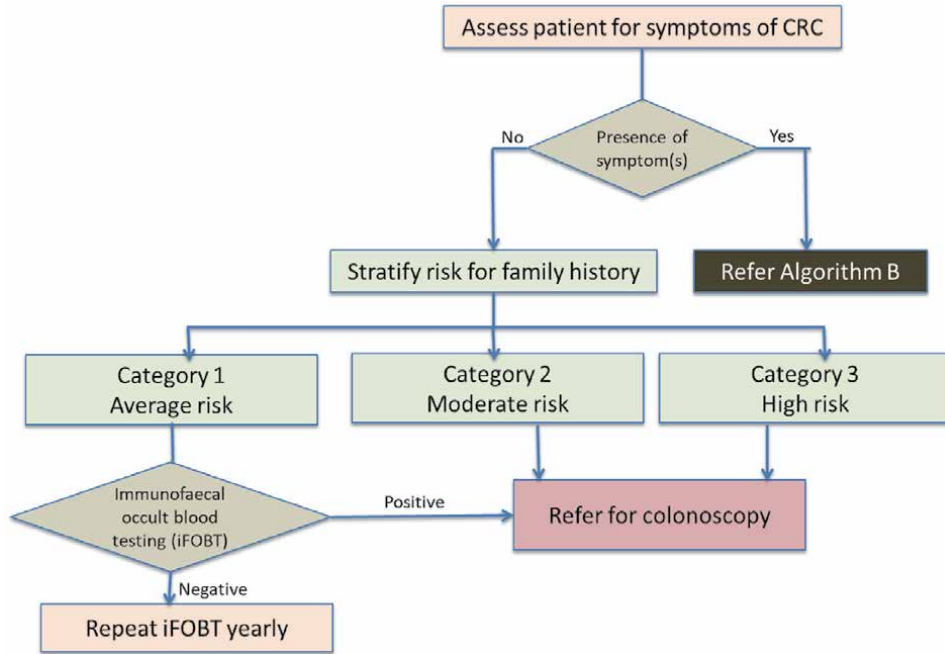 Assess patient for symptoms of CRC
Presence of
symptom(s)
No
Yes
Stratify risk for family history
Refer Algorithm B
Category 1
Average risk
Category 2
Moderate risk
Category 3
High risk
Immunofaecal
occult blood
testing (iFOBT)
Positive
Refer for colonoscopy
Negative
Repeat iFOBT yearly